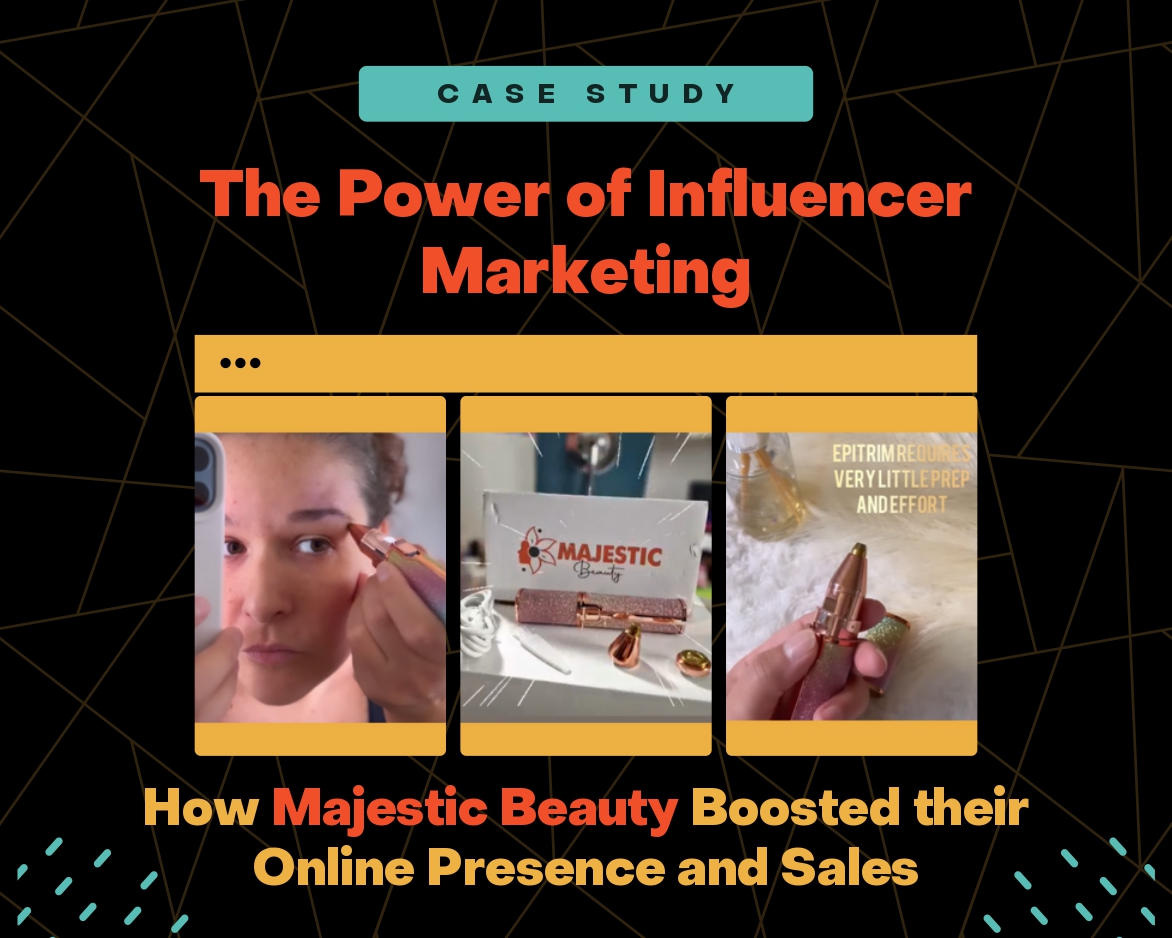 CASE STUDY
The Power of Influencer
Marketing
MAJESTIC
Beauty
EPITRIM REQUIRES
VERY LITTLE PREP
AND EFFORT
How Majestic Beauty Boosted their
Online Presence and Sales